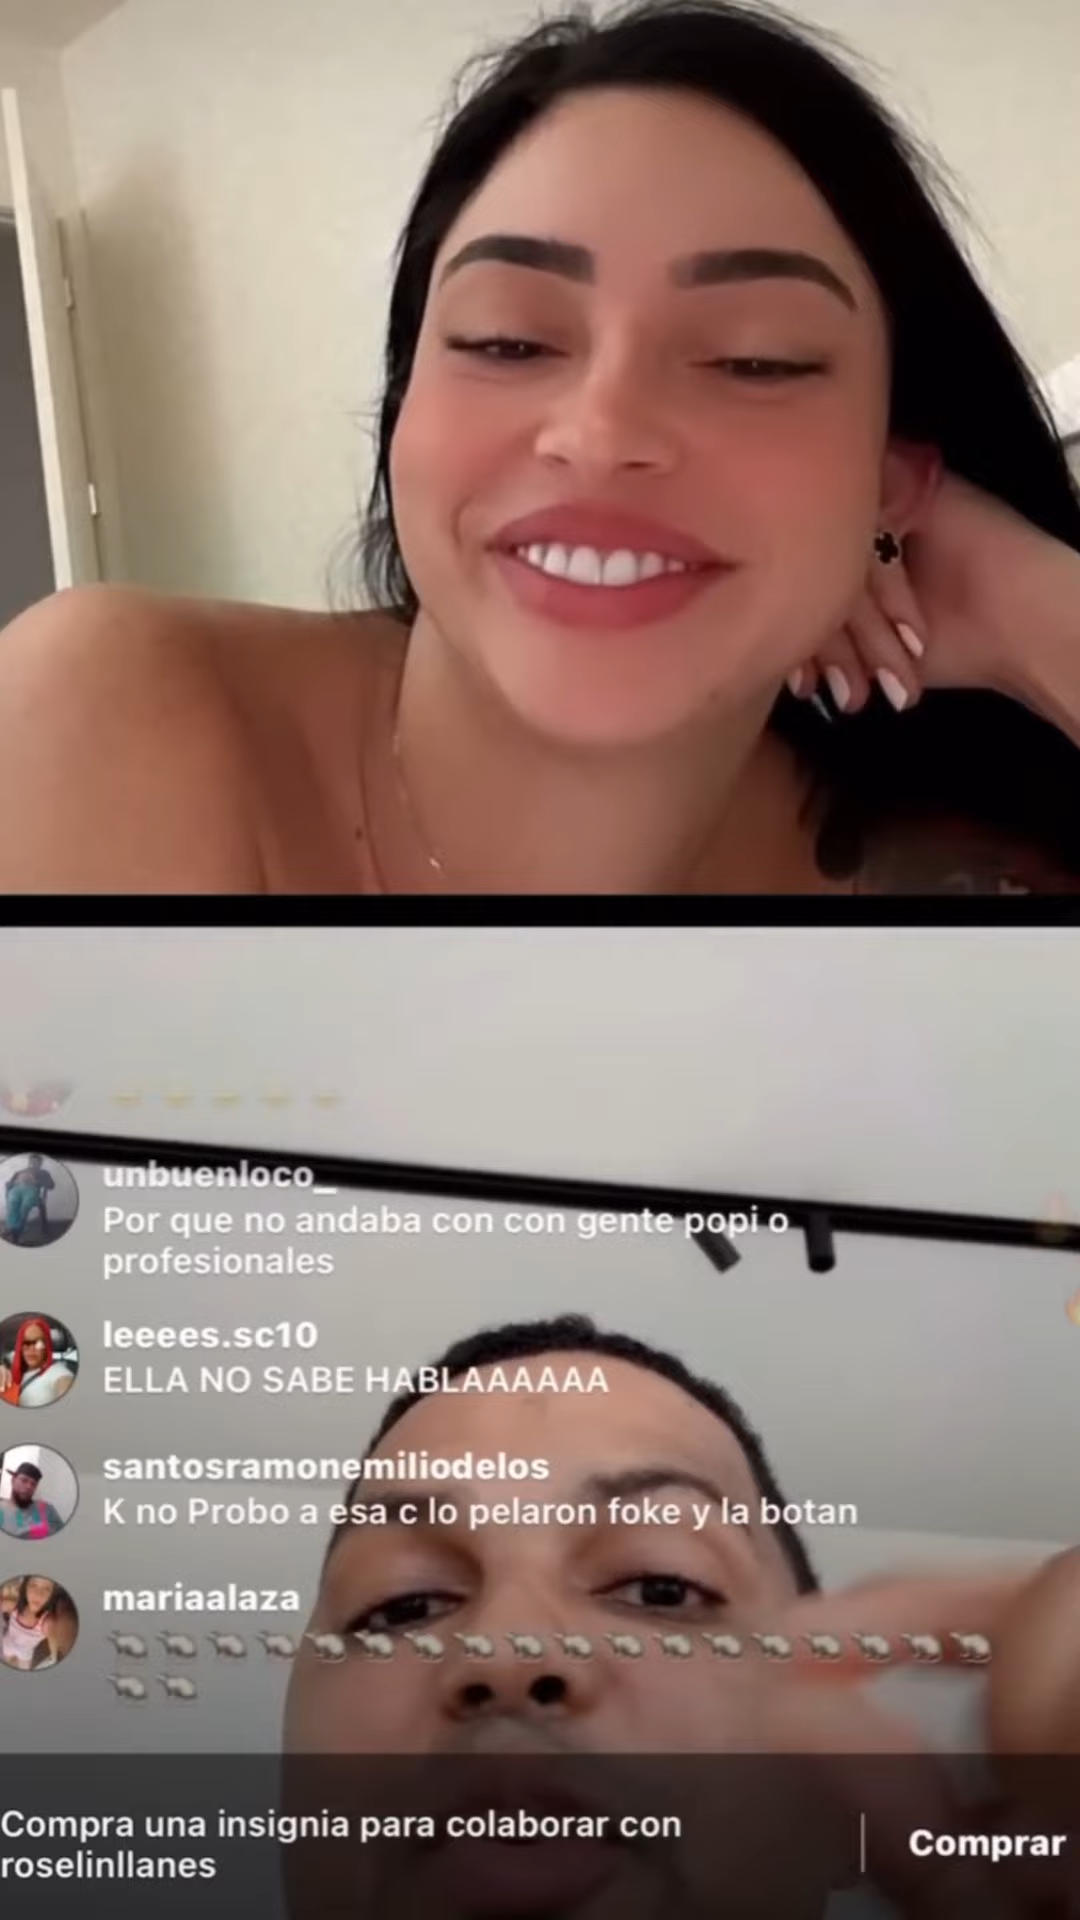 unbuenloco_
Por que no andaba con con gente popi o
profesionales
leeees.sc10
ELLA NO SABE HABLAAAAAA
santosramonemiliodelos
K no Probo a esa c lo pelaron foke y la botan
mariaalaza
🐀🐀🐀🐀🐀🐀🐀🐀🐀🐀🐀🐀🐀🐀🐀🐀🐀🐀
🐀🐀
Compra una insignia para colaborar con
roselinllanes
Comprar